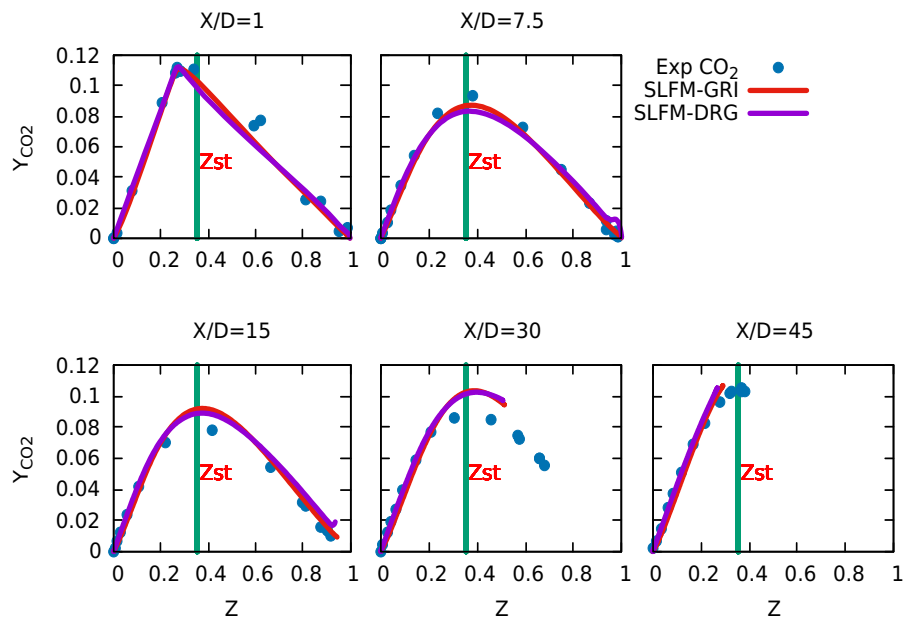 X/D=1
X/D=7.5
Exp CO2
SLFM-GRI
SLFM-DRG
YCO2
0.12
0.1
0.08
0.06
0.04
0.02
0
Zst
0 0.2 0.4 0.6 0.8 1
Zst
0 0.2 0.4 0.6 0.8 1
X/D=15
X/D=30
X/D=45
YCO2
0.12
0.1
0.08
0.06
0.04
0.02
0
Zst
0 0.2 0.4 0.6 0.8 1
Z
Zst
0 0.2 0.4 0.6 0.8 1
Z
Zst
0 0.2 0.4 0.6 0.8 1
Z